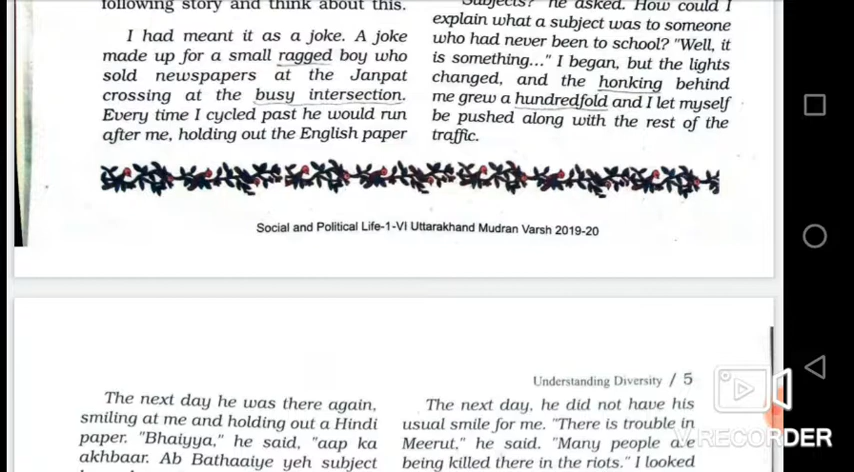 following story and think about this.
I had meant it as a joke. A joke
made up for a small ragged boy who
sold newspapers at the Janpat
crossing at the busy intersection.
Every time I cycled past he would run
after me, holding out the English paper
"Subjects?" he asked. How could I
explain what a subject was to someone
who had never been to school? "Well, it
is something..." I began, but the lights
changed, and the honking behind
me grew a hundredfold and I let myself
be pushed along with the rest of the
traffic.
Social and Political Life-1-VI Uttarakhand Mudran Varsh 2019-20
Understanding Diversity / 5
The next day he was there again,
smiling at me and holding out a Hindi
paper. "Bhaiyya," he said, "aap ka
akhbaar. Ab Bathaaiye yeh subject
The next day, he did not have his
usual smile for me. "There is trouble in
Meerut," he said. "Many people are
being killed there in the riots." I looked
V RECORDER